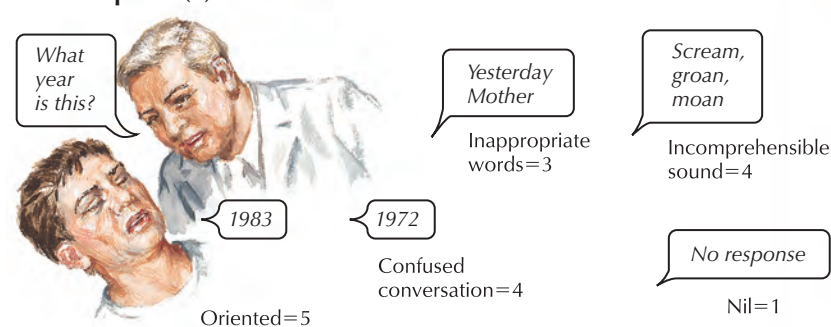 What
year
is this?
Yesterday
Mother
Inappropriate
words=3
Scream,
groan,
moan
Incomprehensible
sound=4
1983
Oriented=5
1972
Confused
conversation=4
No response
Nil=1